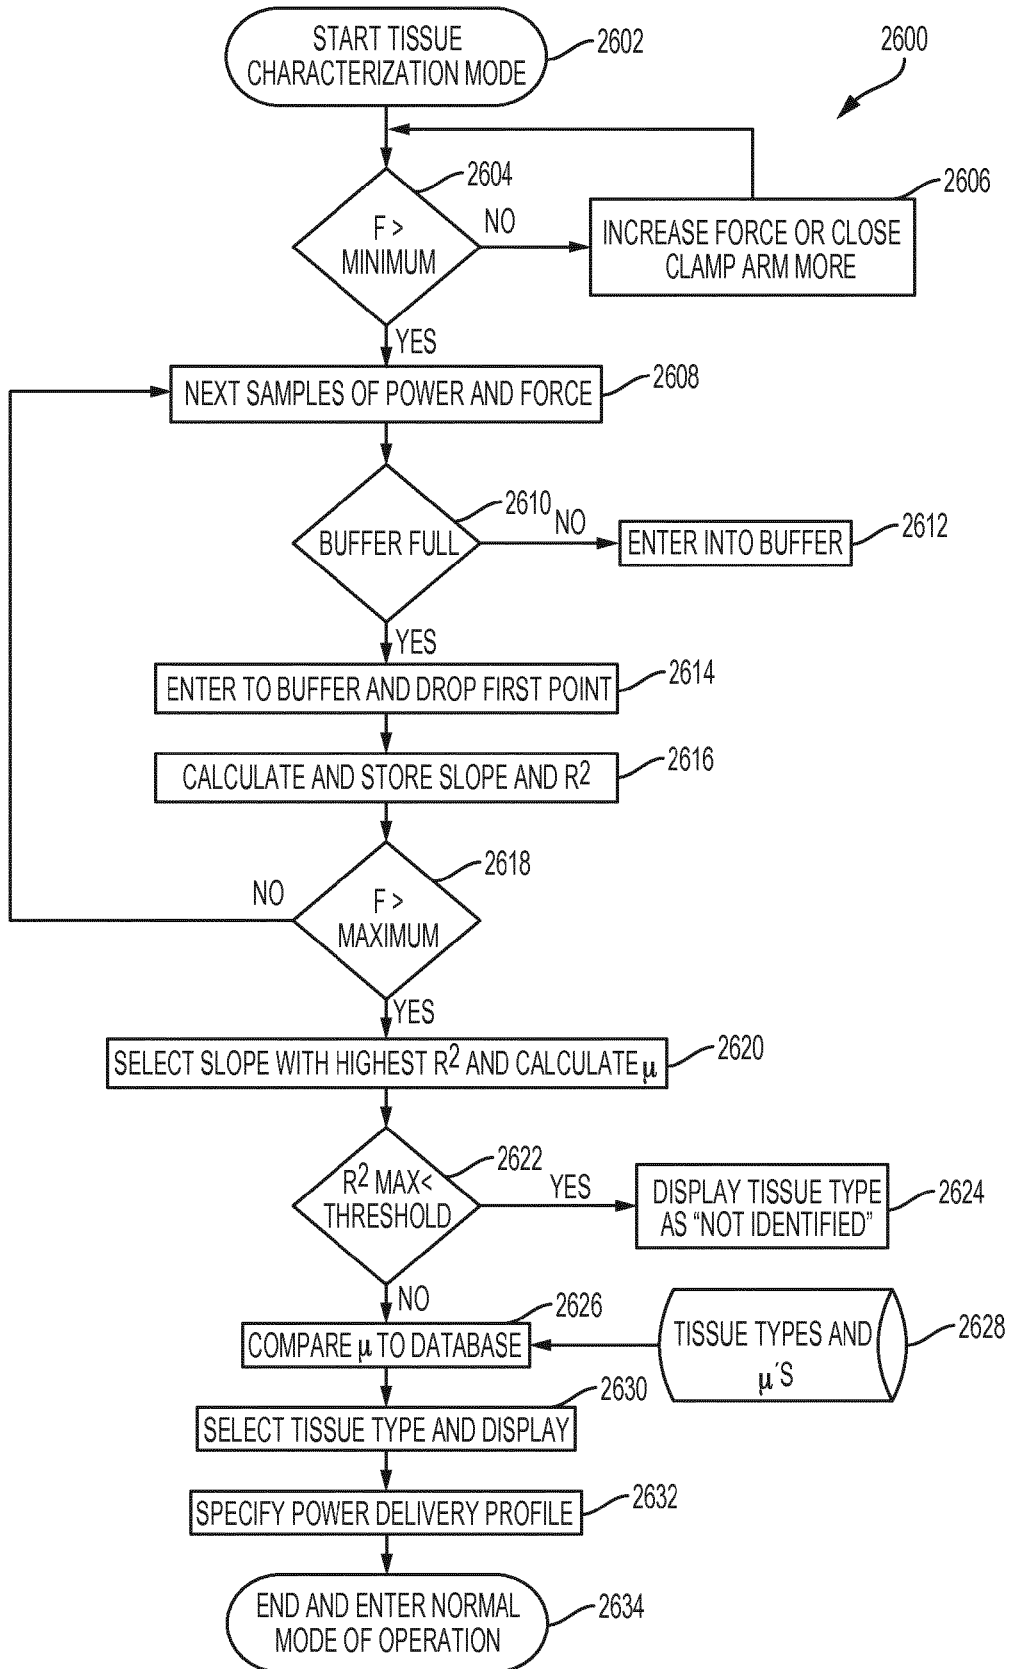 START TISSUE
CHARACTERIZATION MODE
2602
2600
2604
F >
MINIMUM
NO
2606
INCREASE FORCE OR CLOSE
CLAMP ARM MORE
YES
NEXT SAMPLES OF POWER AND FORCE
2608
2610
BUFFER FULL
NO
ENTER INTO BUFFER
2612
YES
ENTER TO BUFFER AND DROP FIRST POINT
2614
CALCULATE AND STORE SLOPE AND R²
2616
2618
NO
F >
MAXIMUM
YES
SELECT SLOPE WITH HIGHEST R² AND CALCULATE μ
2620
2622
R² MAX<
THRESHOLD
YES
DISPLAY TISSUE TYPE
AS “NOT IDENTIFIED”
2624
NO
2626
COMPARE μ TO DATABASE
TISSUE TYPES AND
μ´S
2628
2630
SELECT TISSUE TYPE AND DISPLAY
SPECIFY POWER DELIVERY PROFILE
2632
END AND ENTER NORMAL
MODE OF OPERATION
2634